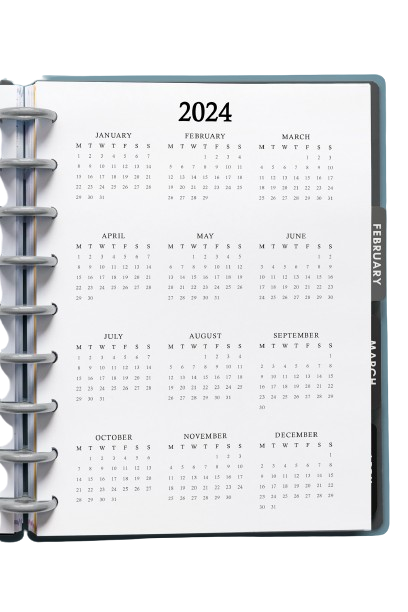 2024
JANUARY
M T W T F S S
1 2 3 4 5 6 7
8 9 10 11 12 13 14
15 16 17 18 19 20 21
22 23 24 25 26 27 28
29 30 31
FEBRUARY
M T W T F S S
1 2 3 4
5 6 7 8 9 10 11
12 13 14 15 16 17 18
19 20 21 22 23 24 25
26 27 28 29
MARCH
M T W T F S S
1 2 3
4 5 6 7 8 9 10
11 12 13 14 15 16 17
18 19 20 21 22 23 24
25 26 27 28 29 30 31
APRIL
M T W T F S S
1 2 3 4 5 6 7
8 9 10 11 12 13 14
15 16 17 18 19 20 21
22 23 24 25 26 27 28
29 30
MAY
M T W T F S S
1 2 3 4 5
6 7 8 9 10 11 12
13 14 15 16 17 18 19
20 21 22 23 24 25 26
27 28 29 30 31
JUNE
M T W T F S S
1 2
3 4 5 6 7 8 9
10 11 12 13 14 15 16
17 18 19 20 21 22 23
24 25 26 27 28 29 30
JULY
M T W T F S S
1 2 3 4 5 6 7
8 9 10 11 12 13 14
15 16 17 18 19 20 21
22 23 24 25 26 27 28
29 30 31
AUGUST
M T W T F S S
1 2 3 4
5 6 7 8 9 10 11
12 13 14 15 16 17 18
19 20 21 22 23 24 25
26 27 28 29 30 31
SEPTEMBER
M T W T F S S
1
2 3 4 5 6 7 8
9 10 11 12 13 14 15
16 17 18 19 20 21 22
23 24 25 26 27 28 29
30
OCTOBER
M T W T F S S
1 2 3 4 5 6
7 8 9 10 11 12 13
14 15 16 17 18 19 20
21 22 23 24 25 26 27
28 29 30 31
NOVEMBER
M T W T F S S
1 2 3
4 5 6 7 8 9 10
11 12 13 14 15 16 17
18 19 20 21 22 23 24
25 26 27 28 29 30
DECEMBER
M T W T F S S
1
2 3 4 5 6 7 8
9 10 11 12 13 14 15
16 17 18 19 20 21 22
23 24 25 26 27 28 29
30 31
FEBRUARY
MARCH